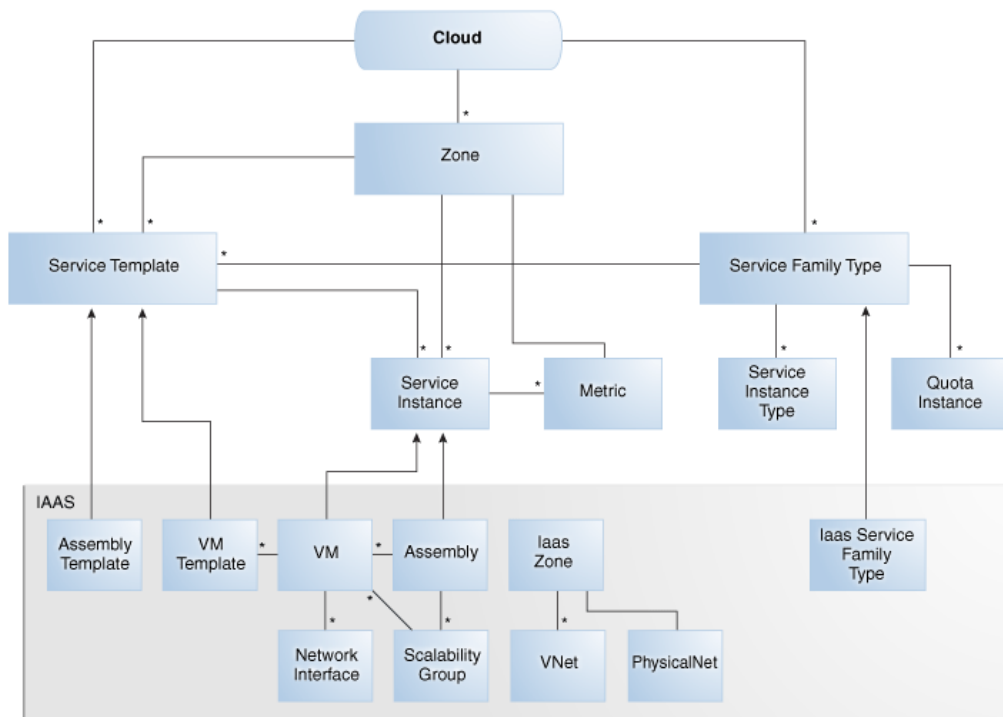 Cloud
*
Zone
*
*
*
Service Template
*
Service Family Type
*
*
*
*
*
Service
Instance
*
Metric
Service
Instance
Type
Quota
Instance
IAAS
Assembly
Template
VM
Template
*
VM
*
Assembly
Iaas
Zone
Iaas Service
Family
Type
*
*
*
*
Network
Interface
Scalability
Group
VNet
PhysicalNet